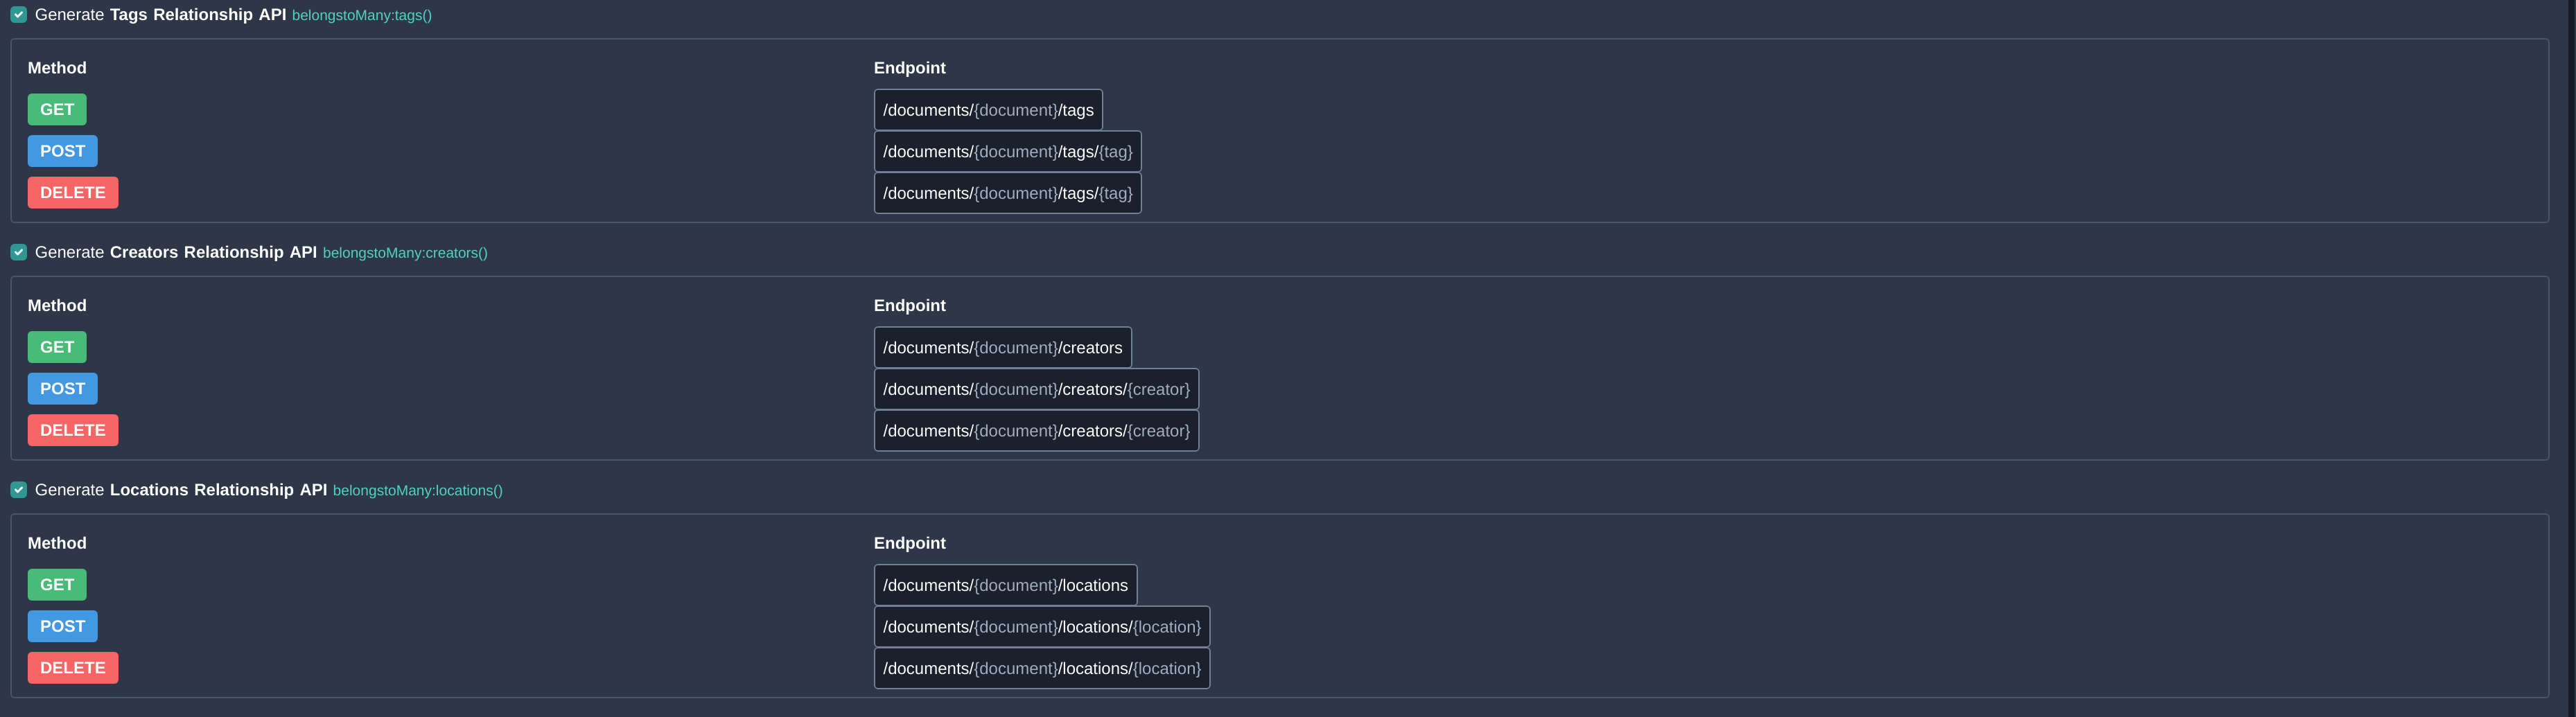 Generate Tags Relationship API belongstoMany:tags()
Method Endpoint
GET /documents/{document}/tags
POST /documents/{document}/tags/{tag}
DELETE /documents/{document}/tags/{tag}
Generate Creators Relationship API belongstoMany:creators()
Method Endpoint
GET /documents/{document}/creators
POST /documents/{document}/creators/{creator}
DELETE /documents/{document}/creators/{creator}
Generate Locations Relationship API belongstoMany:locations()
Method Endpoint
GET /documents/{document}/locations
POST /documents/{document}/locations/{location}
DELETE /documents/{document}/locations/{location}